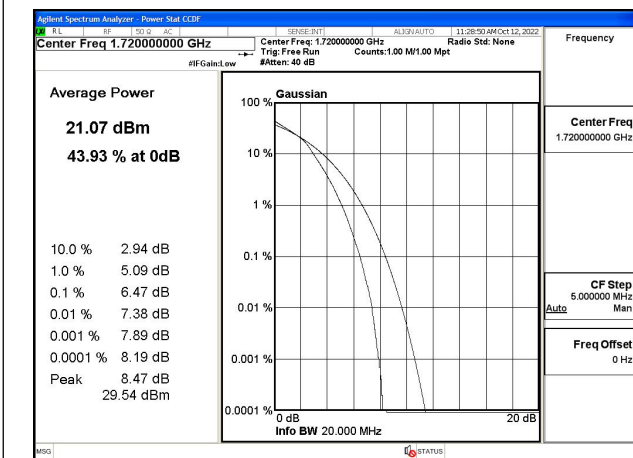 Agilent Spectrum Analyzer - Power Stat CCDF
RL RF 50 Ω AC SENSE:INT ALIGN AUTO 11:28:50 AM Oct 12, 2022
Center Freq 1.720000000 GHz
Center Freq: 1.720000000 GHz Radio Std: None
Trig: Free Run Counts:1.00 M/1.00 Mpt
#IFGain:Low #Atten: 40 dB
Frequency
Average Power
21.07 dBm
43.93 % at 0dB
10.0 % 2.94 dB
1.0 % 5.09 dB
0.1 % 6.47 dB
0.01 % 7.38 dB
0.001 % 7.89 dB
0.0001 % 8.19 dB
Peak 8.47 dB
29.54 dBm
Gaussian
100 %
10 %
1 %
0.1 %
0.01 %
0.001 %
0.0001 %
0 dB 20 dB
Info BW 20.000 MHz
Center Freq
1.720000000 GHz
CF Step
5.000000 MHz
Auto Man
Freq Offset
0 Hz
MSG STATUS